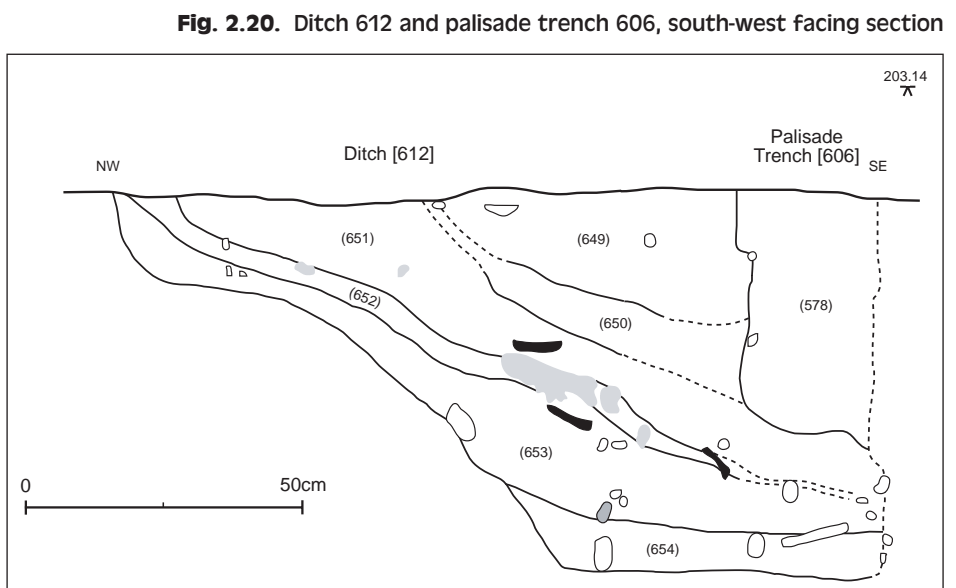 Fig. 2.20. Ditch 612 and palisade trench 606, south-west facing section
203.14
Palisade
Trench [606]
Ditch [612]
NW
SE
(651)
(649)
(652)
(650)
(578)
(653)
0
50cm
(654)